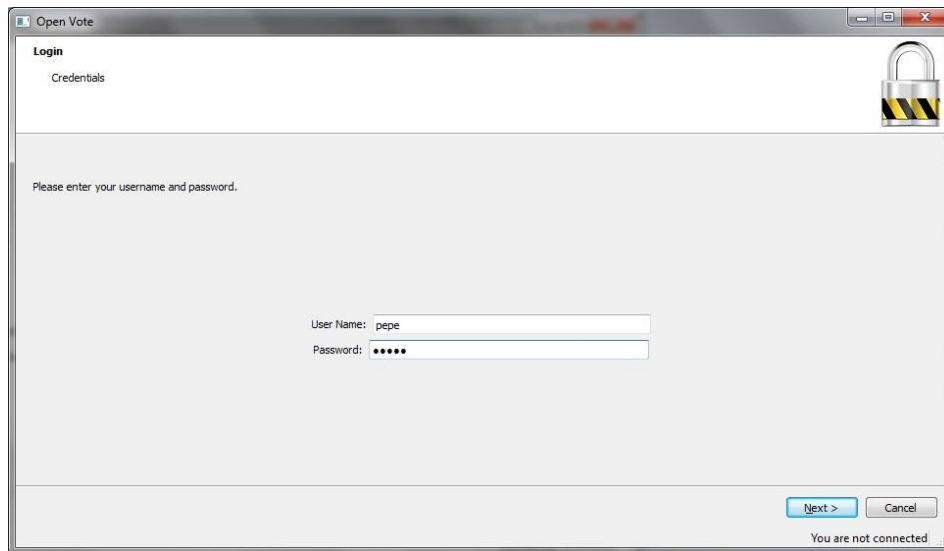 Open Vote
Login
Credentials
Please enter your username and password.
User Name: pepe
Password: •••••
Next > Cancel
You are not connected